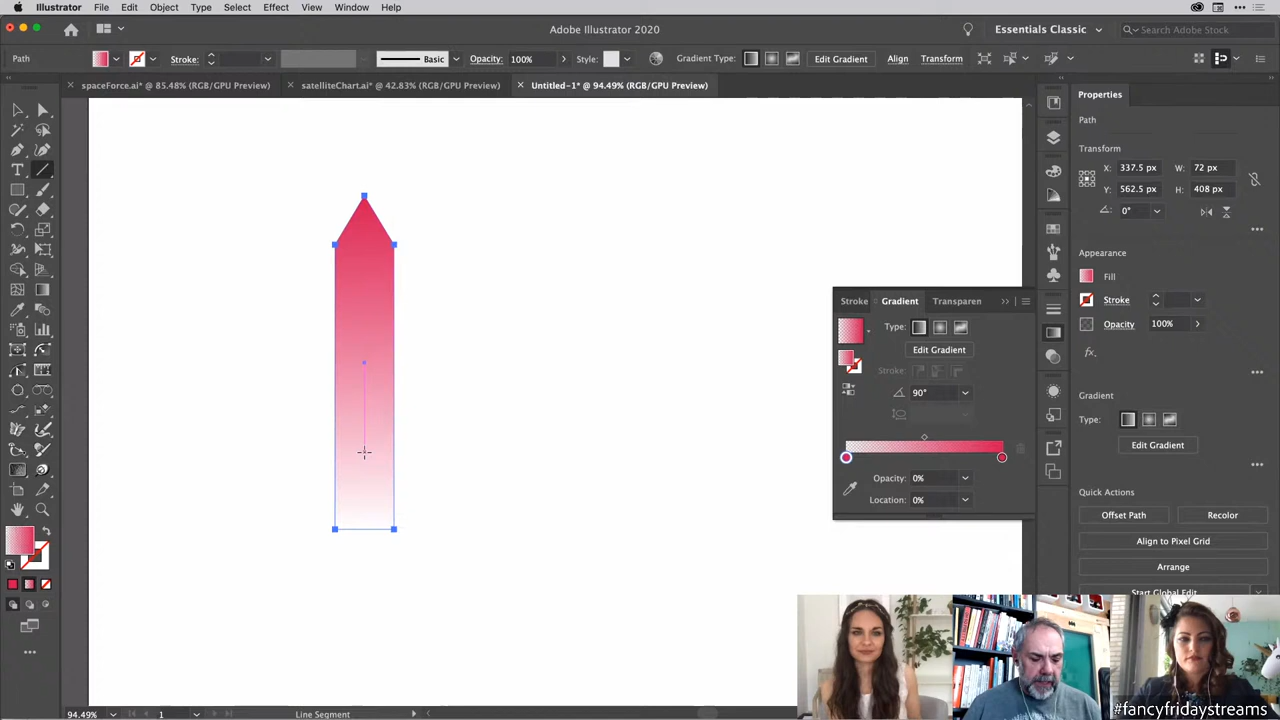 Illustrator File Edit Object Type Select Effect View Window Help
Adobe Illustrator 2020
Essentials Classic
Search Adobe Stock
Stroke: Basic Opacity: 100% Style: Gradient Type: Edit Gradient Align Transform
spaceForce.ai* @ 85.48% (RGB/GPU Preview)
satelliteChart.ai* @ 42.83% (RGB/GPU Preview)
Untitled-1* @ 94.49% (RGB/GPU Preview)
Properties
Path
Transform
X: 337.5 px W: 72 px
Y: 562.5 px H: 408 px
0°
Appearance
Fill
Stroke
Opacity 100%
fx.
Gradient
Type:
Edit Gradient
Quick Actions
Offset Path Recolor
Align to Pixel Grid
Arrange
Start Global Edit
Stroke Gradient Transparen
Type:
Edit Gradient
Stroke:
90°
Opacity: 0%
Location: 0%
94.49% 1 Line Segment
#fancyfridaystreams